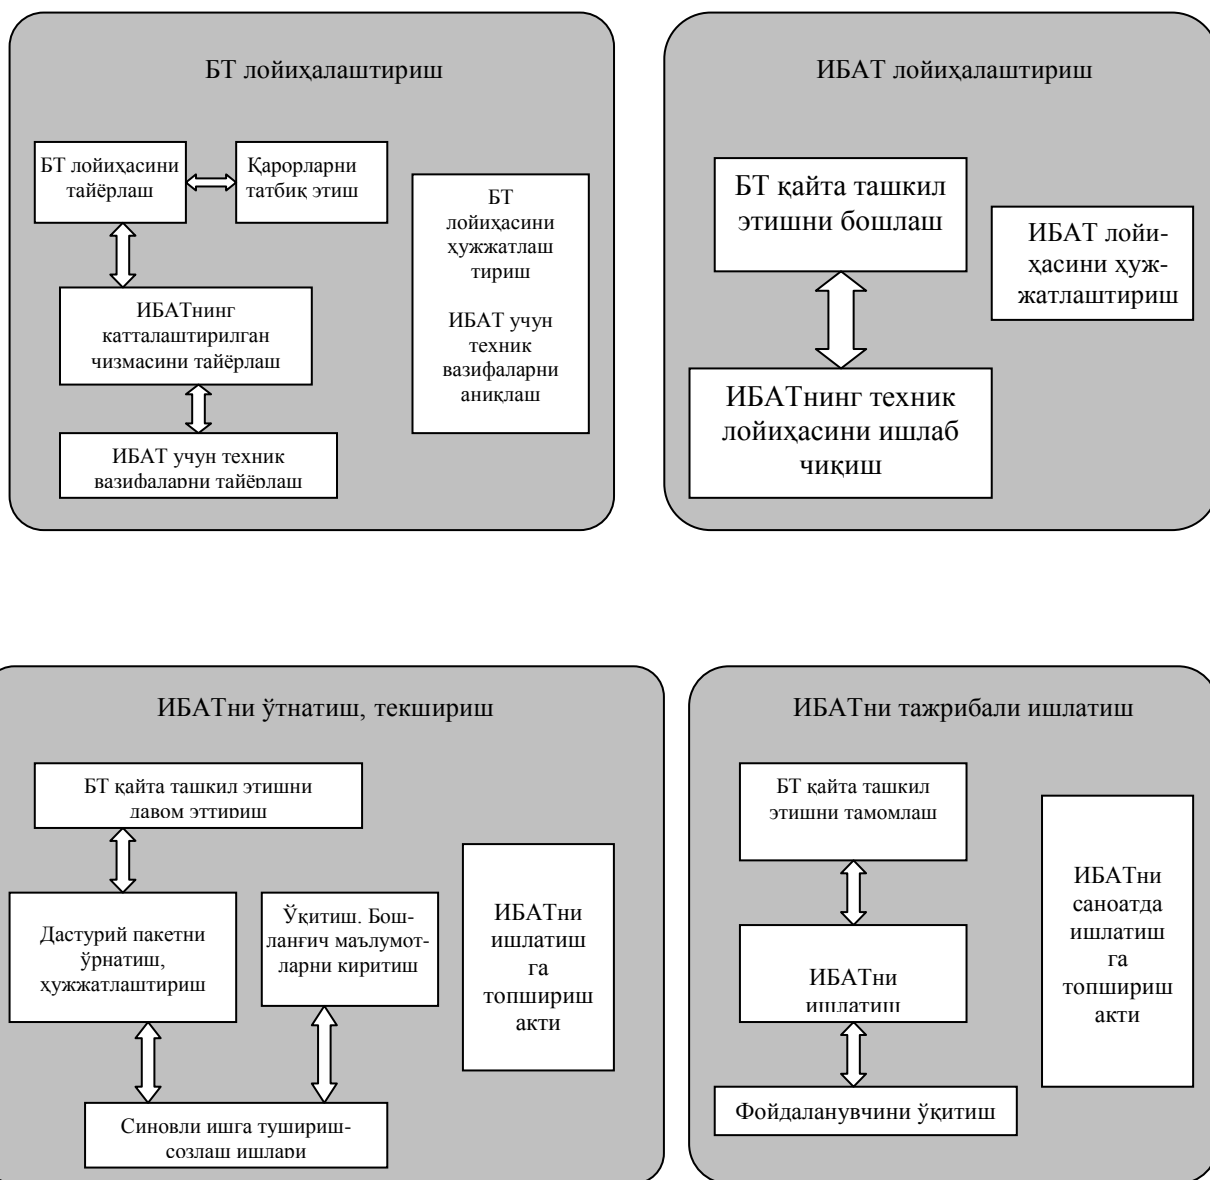 БТ лойиҳалаштириш
БТ лойиҳасини
тайёрлаш
Қарорларни
татбиқ этиш
ИБАТнинг
катталаштирилган
чизмасини тайёрлаш
ИБАТ учун техник
вазифаларни тайёрлаш
БТ
лойиҳасини
ҳужжатлаш
тириш
ИБАТ учун
техник
вазифаларни
аниқлаш
ИБАТ лойиҳалаштириш
БТ қайта ташкил
этишни бошлаш
ИБАТнинг техник
лойиҳасини ишлаб
чиқиш
ИБАТ лойи-
ҳасини ҳуж-
жатлаштириш
ИБАТни ўтнатиш, текшириш
БТ қайта ташкил этишни
давом эттириш
Дастурий пакетни
ўрнатиш,
ҳужжатлаштириш
Ўқитиш. Бош-
ланғич маълумот-
ларни киритиш
Синовли ишга тушириш-
созлаш ишлари
ИБАТни
ишлатиш
га
топшириш
акти
ИБАТни тажрибали ишлатиш
БТ қайта ташкил
этишни тамомлаш
ИБАТни
ишлатиш
Фойдаланувчини ўқитиш
ИБАТни
саноатда
ишлатиш
га
топшириш
акти